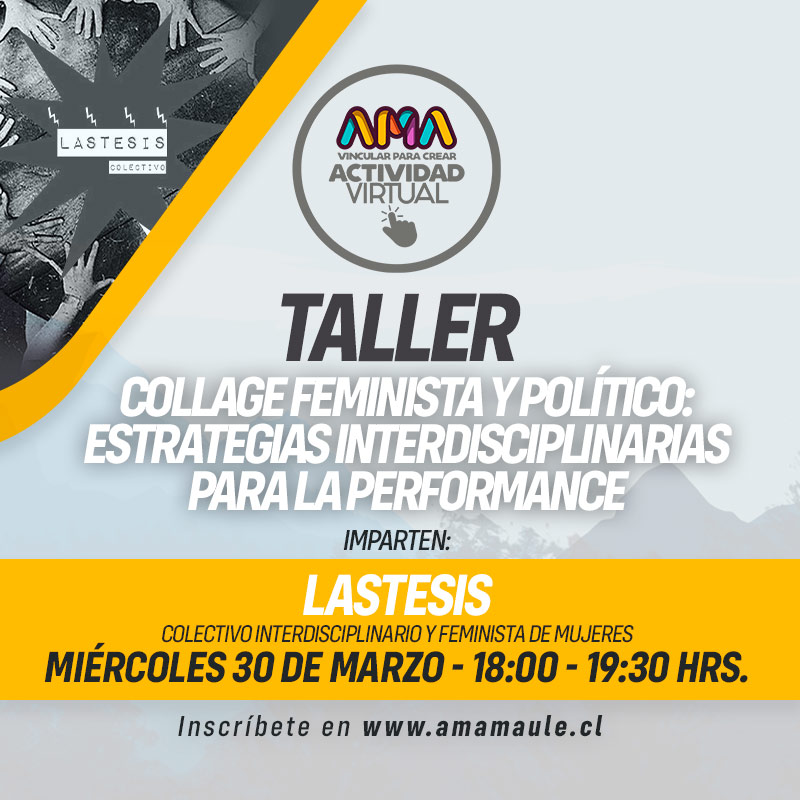 LASTESIS
COLECTIVO
AMA
VINCULAR PARA CREAR
ACTIVIDAD
VIRTUAL
TALLER
COLLAGE FEMINISTA Y POLÍTICO:
ESTRATEGIAS INTERDISCIPLINARIAS
PARA LA PERFORMANCE
IMPARTEN:
LASTESIS
COLECTIVO INTERDISCIPLINARIO Y FEMINISTA DE MUJERES
MIÉRCOLES 30 DE MARZO - 18:00 - 19:30 HRS.
Inscríbete en www.amamaule.cl